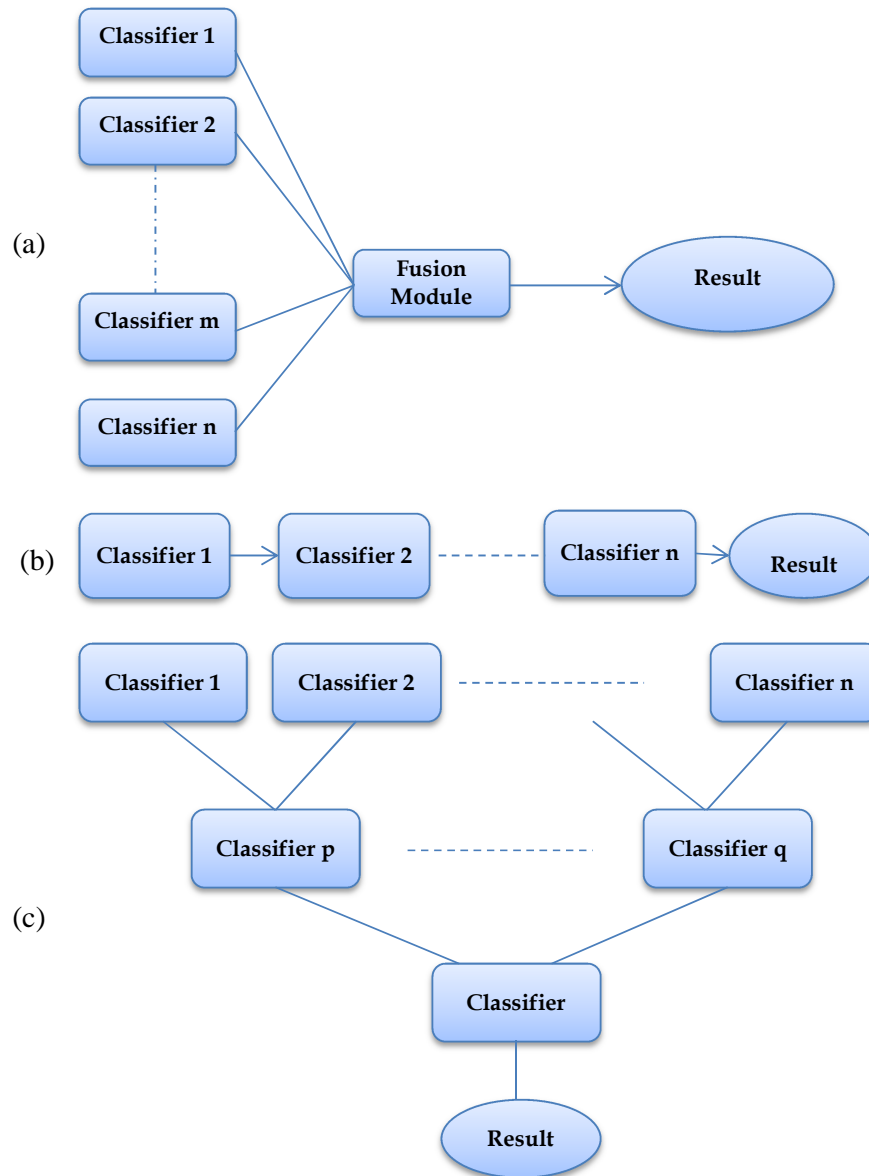 Classifier 1
Classifier 2
(a)
Fusion
Module
Result
Classifier m
Classifier n
(b)
Classifier 1
Classifier 2
Classifier n
Result
Classifier 1
Classifier 2
Classifier n
Classifier p
Classifier q
(c)
Classifier
Result